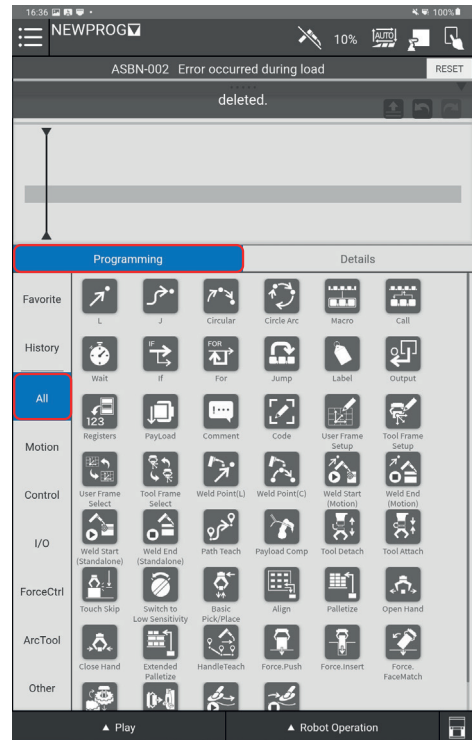 16:36
100%
NEWPROG
10%
AUTO
ASBN-002 Error occurred during load
RESET
deleted.
Programming
Details
Favorite
History
All
Motion
Control
I/O
ForceCtrl
ArcTool
Other
L
J
Circular
Circle Arc
Macro
Call
IF
FOR
Wait
If
For
Jump
Label
Output
123
Registers
PayLoad
Comment
Code
User Frame
Setup
Tool Frame
Setup
User Frame
Select
Tool Frame
Select
Weld Point(L)
Weld Point(C)
Weld Start
(Motion)
Weld End
(Motion)
Weld Start
(Standalone)
Weld End
(Standalone)
Path Teach
Payload Comp
Tool Detach
Tool Attach
Touch Skip
Switch to
Low Sensitivity
Basic
Pick/Place
Align
Palletize
Open Hand
Close Hand
Extended
Palletize
HandleTeach
Force.Push
Force.Insert
Force.
FaceMatch
▲ Play
▲ Robot Operation